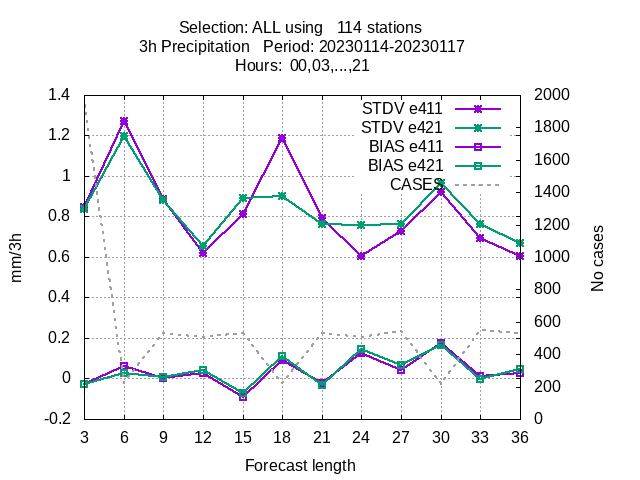 Selection: ALL using   114 stations
3h Precipitation   Period: 20230114-20230117
Hours: 00,03,...,21
STDV e411
STDV e421
BIAS e411
BIAS e421
CASES
mm/3h
1.4
1.2
1
0.8
0.6
0.4
0.2
0
-0.2
No cases
2000
1800
1600
1400
1200
1000
800
600
400
200
0
3 6 9 12 15 18 21 24 27 30 33 36
Forecast length